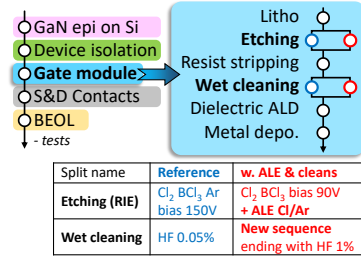 GaN epi on Si
Device isolation
Gate module
S&D Contacts
BEOL
- tests
Litho
Etching
Resist stripping
Wet cleaning
Dielectric ALD
Metal depo.
Split name Reference w. ALE & cleans
Etching (RIE) Cl2 BCl3 Ar bias 150V Cl2 BCl3 bias 90V + ALE Cl/Ar
Wet cleaning HF 0.05% New sequence ending with HF 1%